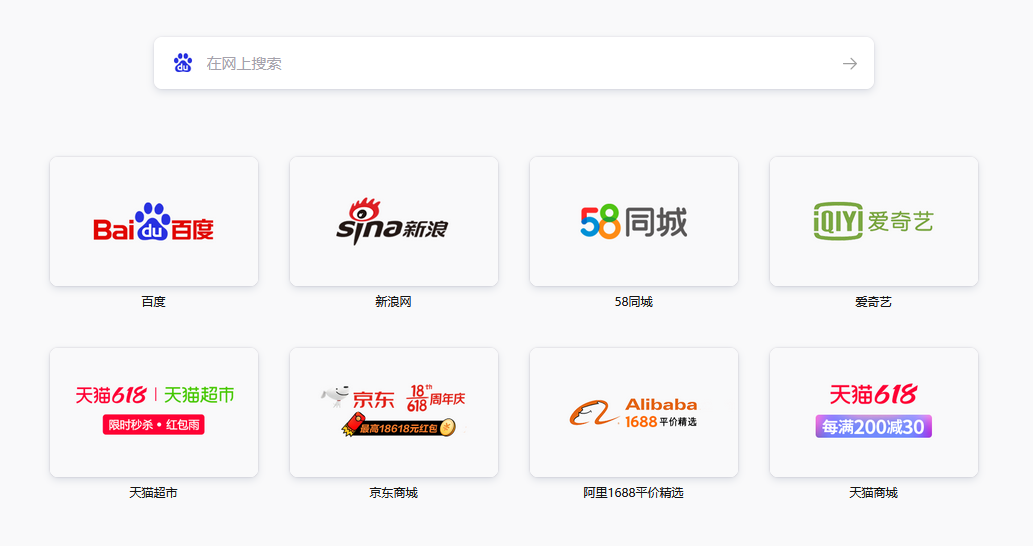 du 在网上搜索
Bai du 百度
sina新浪
58同城
iQIYI 爱奇艺
百度
新浪网
58同城
爱奇艺
天猫618 | 天猫超市
限时秒杀 • 红包雨
京东 18th 618 周年庆
最高18618元红包
Alibaba
1688 平价精选
天猫618
每满200减30
天猫超市
京东商城
阿里1688平价精选
天猫商城